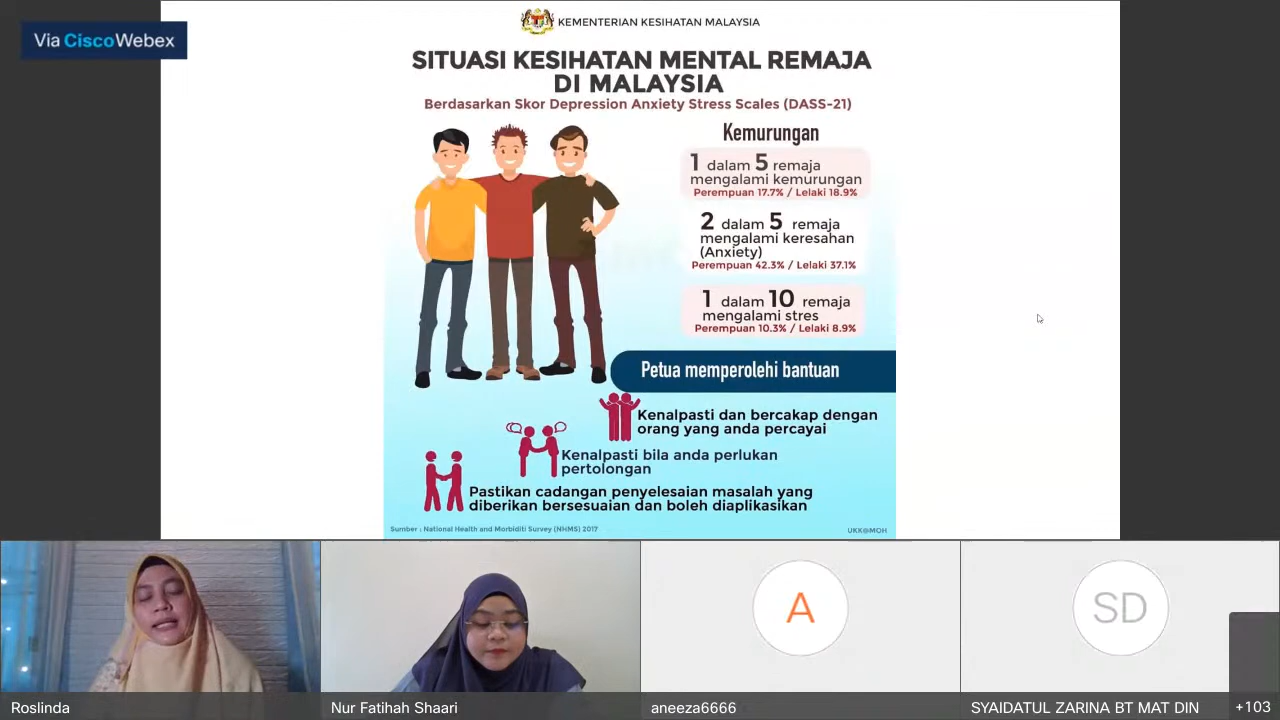 Via Cisco Webex
KEMENTERIAN KESIHATAN MALAYSIA
SITUASI KESIHATAN MENTAL REMAJA
DI MALAYSIA
Berdasarkan Skor Depression Anxiety Stress Scales (DASS-21)
Kemurungan
1 dalam 5 remaja
mengalami kemurungan
Perempuan 17.7% / Lelaki 18.9%
2 dalam 5 remaja
mengalami keresahan
(Anxiety)
Perempuan 42.3% / Lelaki 37.1%
1 dalam 10 remaja
mengalami stres
Perempuan 10.3% / Lelaki 8.9%
Petua memperolehi bantuan
Kenalpasti dan bercakap dengan
orang yang anda percayai
Kenalpasti bila anda perlukan
pertolongan
Pastikan cadangan penyelesaian masalah yang
diberikan bersesuaian dan boleh diaplikasikan
Sumber : National Health and Morbiditi Survey (NHMS) 2017
UKK@MOH
A
SD
Roslinda
Nur Fatihah Shaari
aneeza6666
SYAIDATUL ZARINA BT MAT DIN
+103